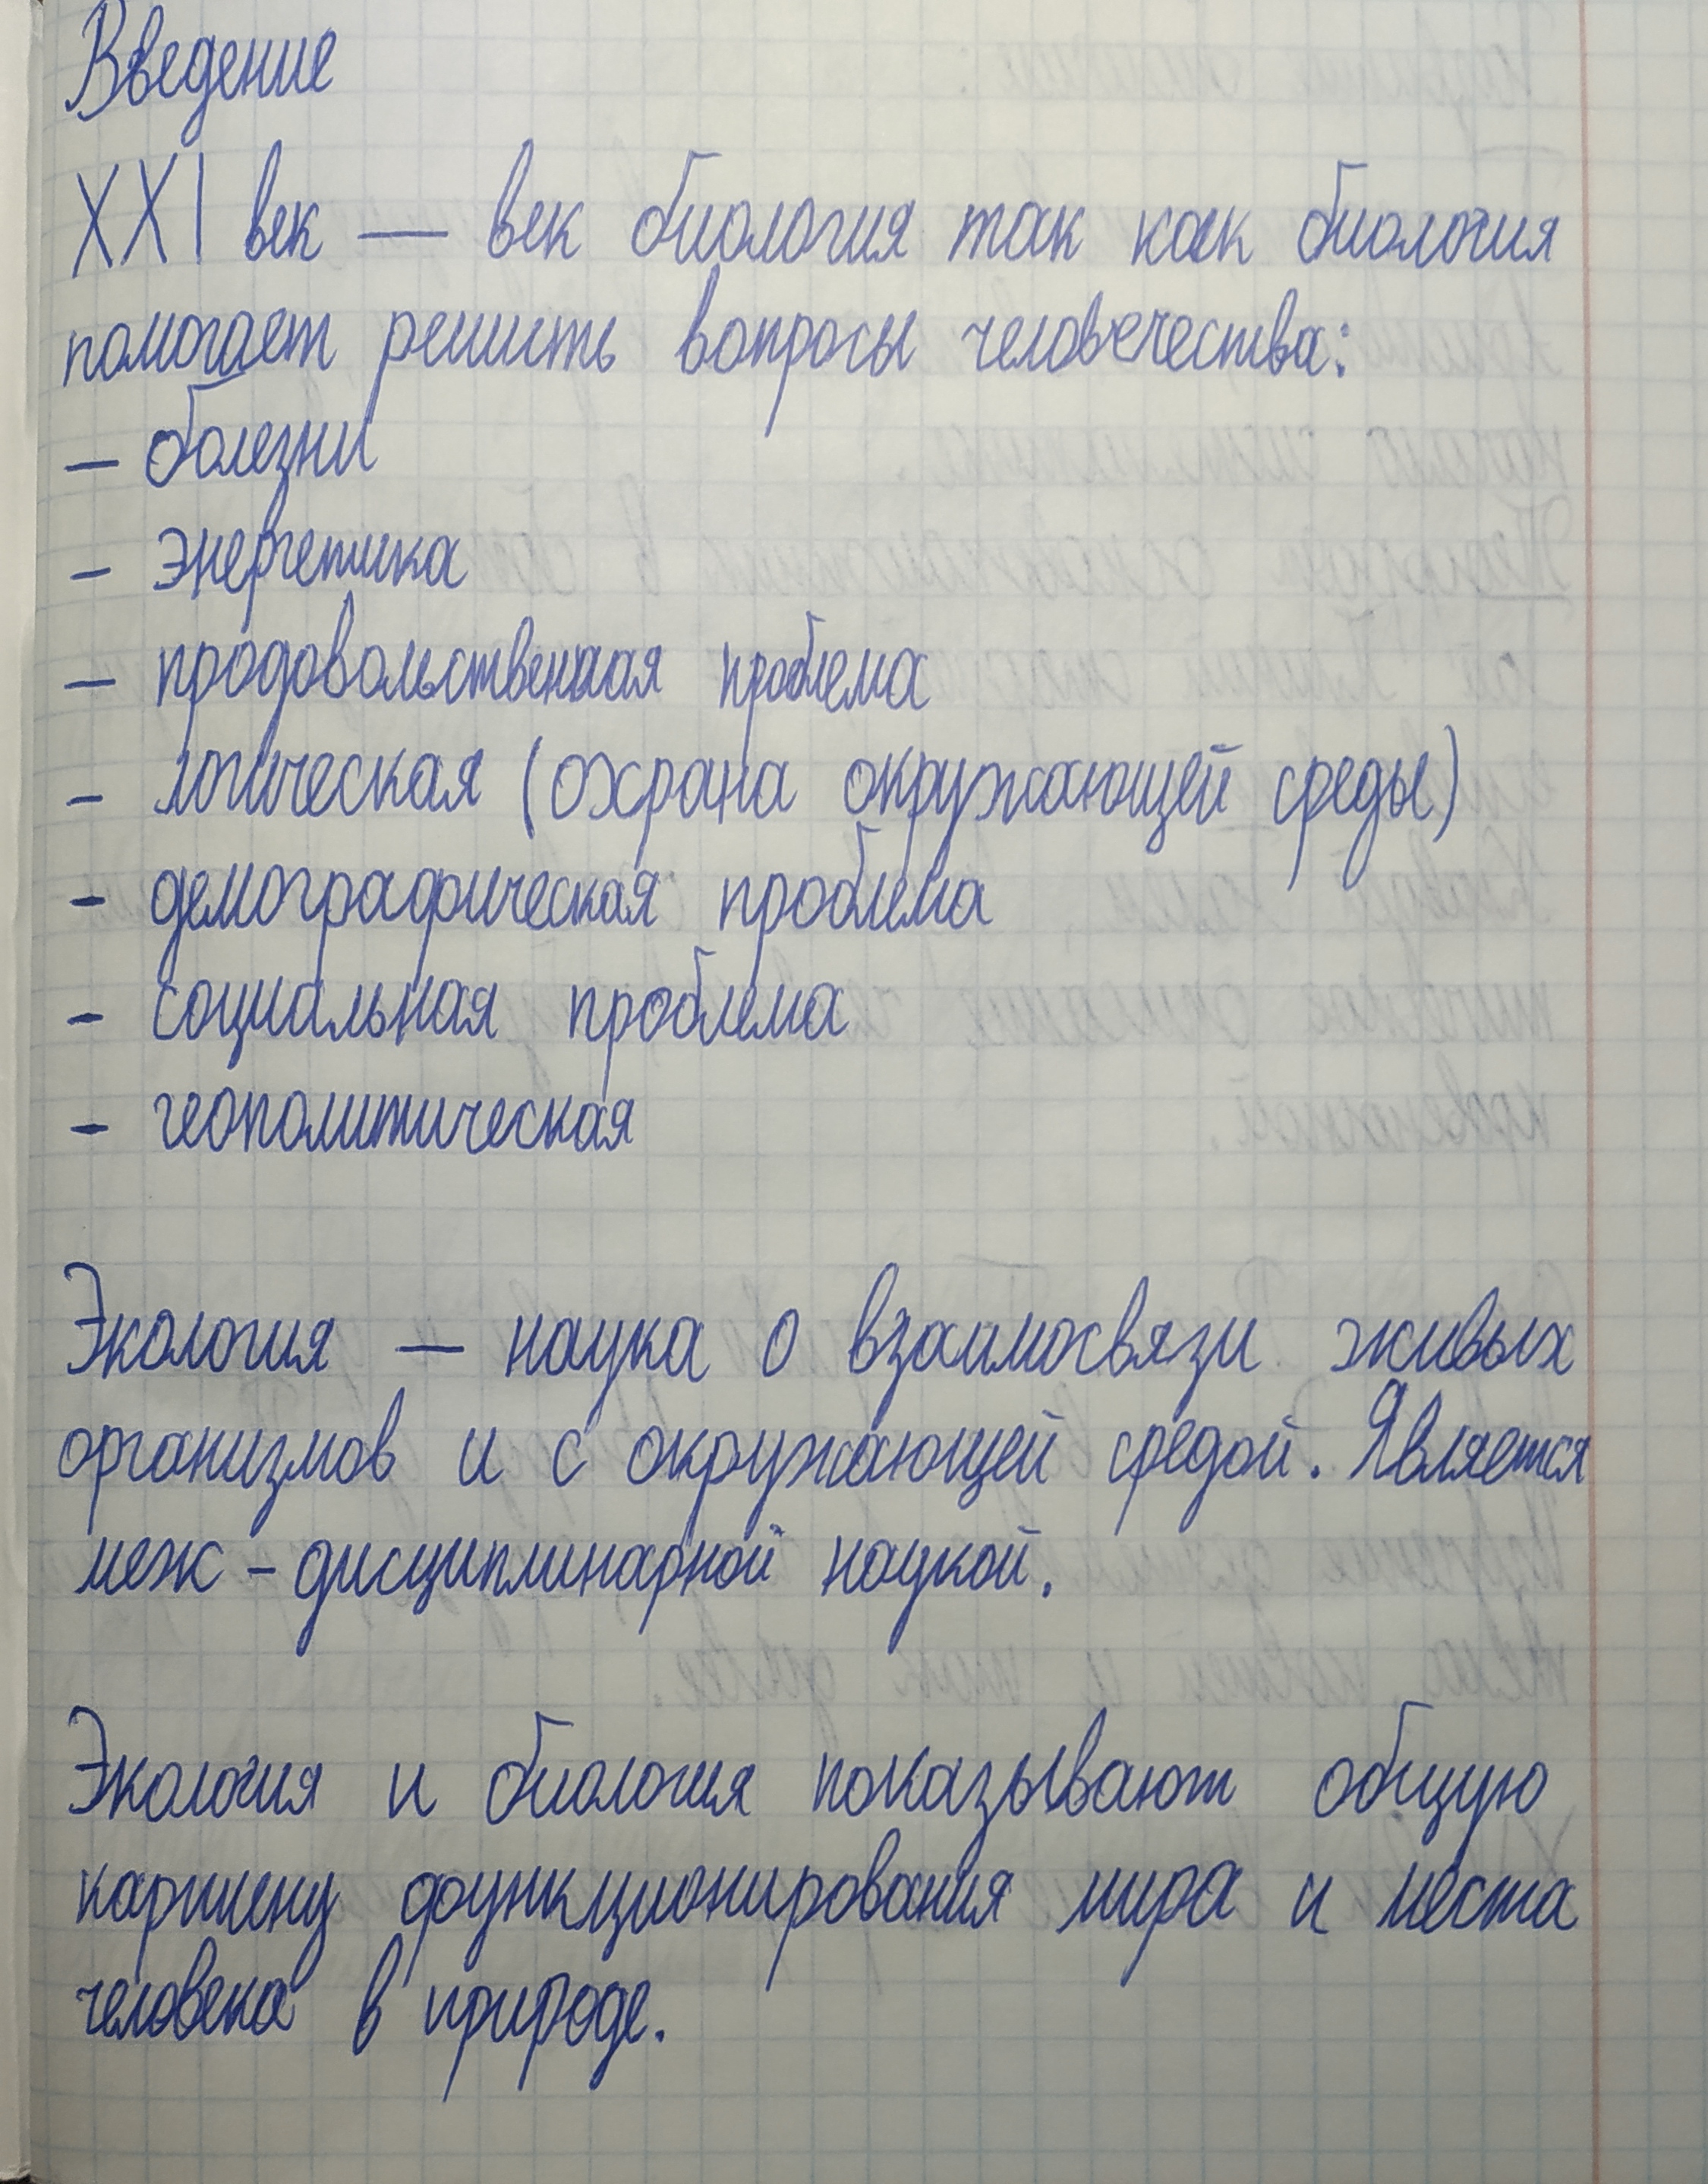 Введение
XXI век — век биология так как биология
помогает решить вопросы человечества:
– болезни
– энергетика
– продовольственная проблема
– логическая (охрана окружающей среды)
– демографическая проблема
– социальная проблема
– геополитическая
Экология — наука о взаимосвязи живых
организмов и с окружающей средой. Является
меж-дисциплинарной наукой.
Экология и биология показывают общую
картину функционирования мира и места
человека в природе.